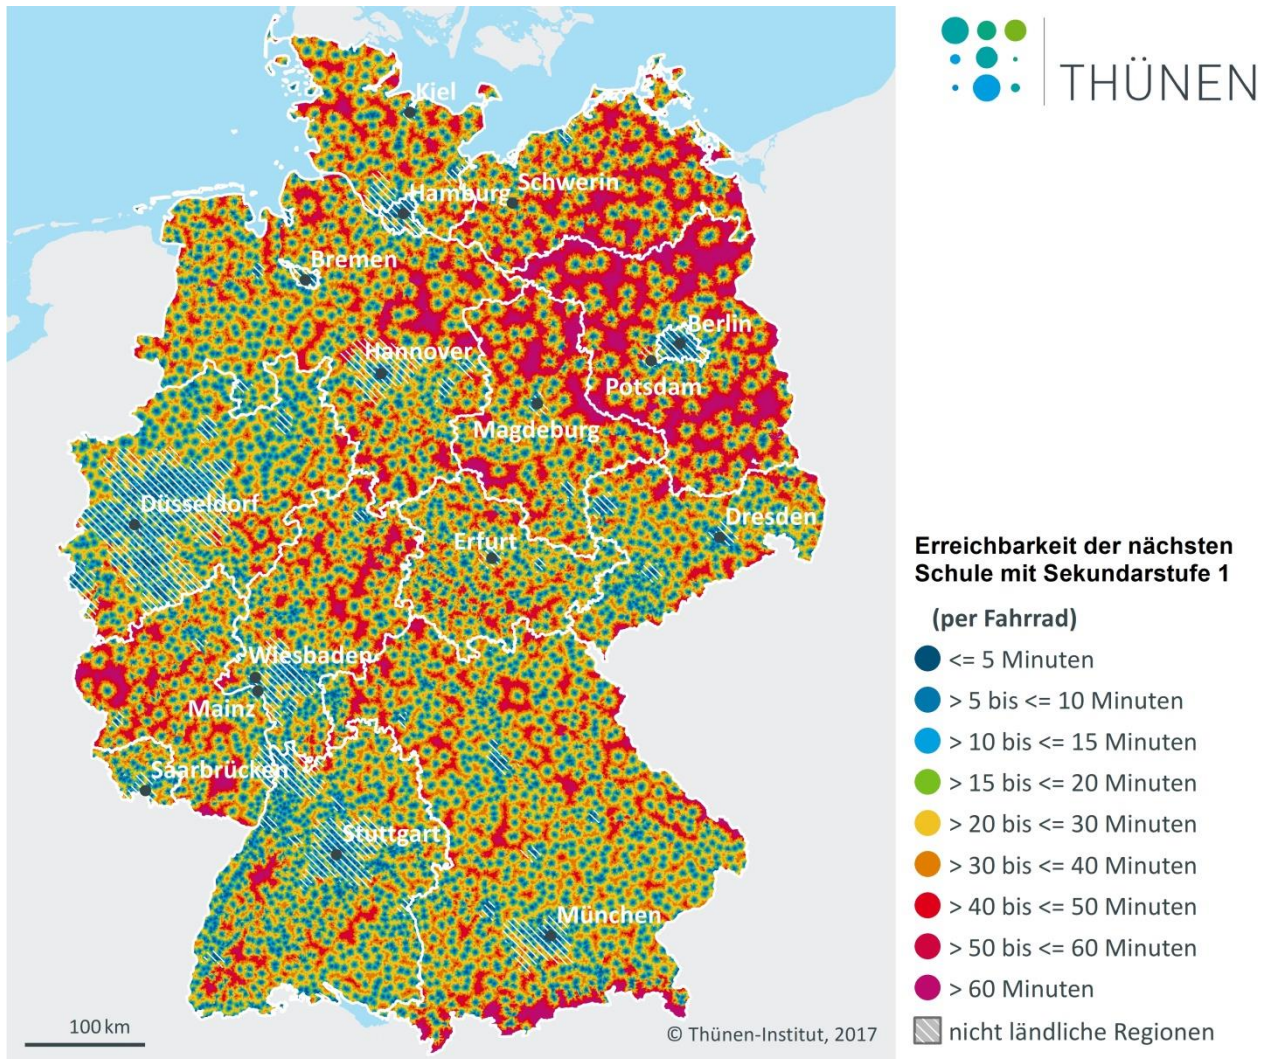 THÜNEN
Kiel
Schwerin
Hamburg
Bremen
Berlin
Hannover
Potsdam
Magdeburg
Düsseldorf
Dresden
Erfurt
Wiesbaden
Mainz
Saarbrücken
Stuttgart
München
100 km
© Thünen-Institut, 2017
Erreichbarkeit der nächsten
Schule mit Sekundarstufe 1
(per Fahrrad)
<= 5 Minuten
> 5 bis <= 10 Minuten
> 10 bis <= 15 Minuten
> 15 bis <= 20 Minuten
> 20 bis <= 30 Minuten
> 30 bis <= 40 Minuten
> 40 bis <= 50 Minuten
> 50 bis <= 60 Minuten
> 60 Minuten
nicht ländliche Regionen